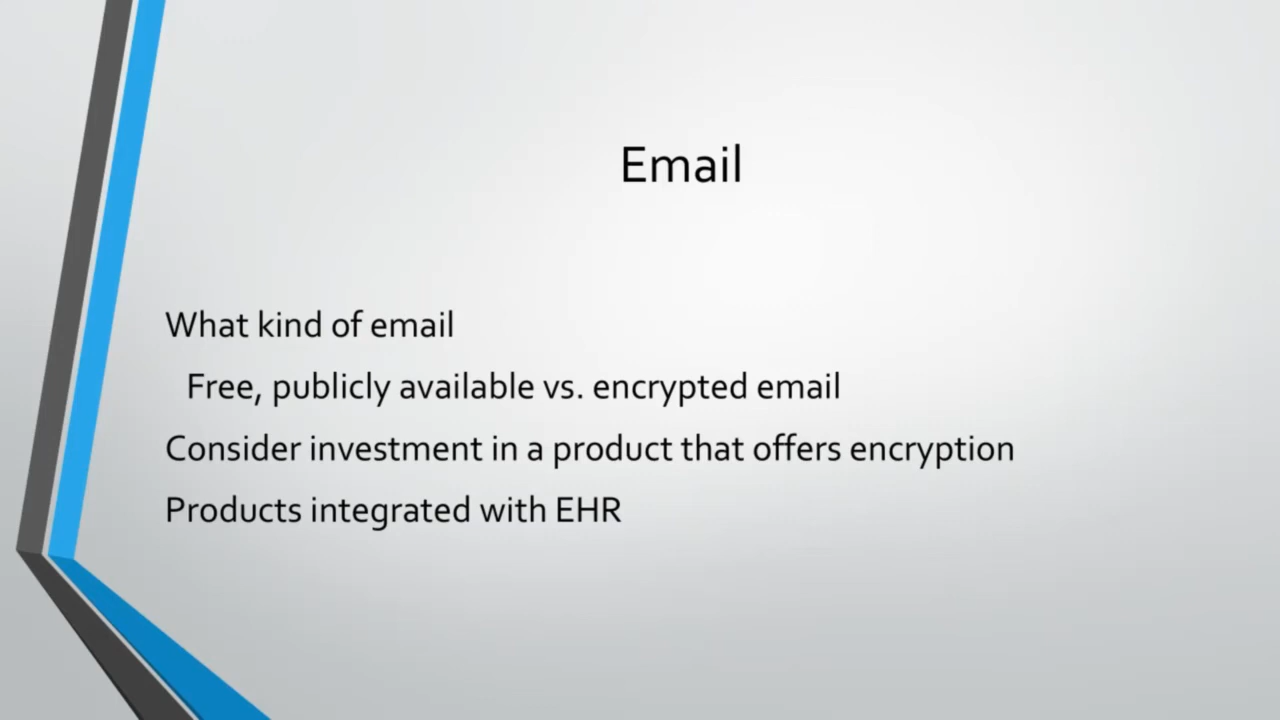 Email
What kind of email
Free, publicly available vs. encrypted email
Consider investment in a product that offers encryption
Products integrated with EHR